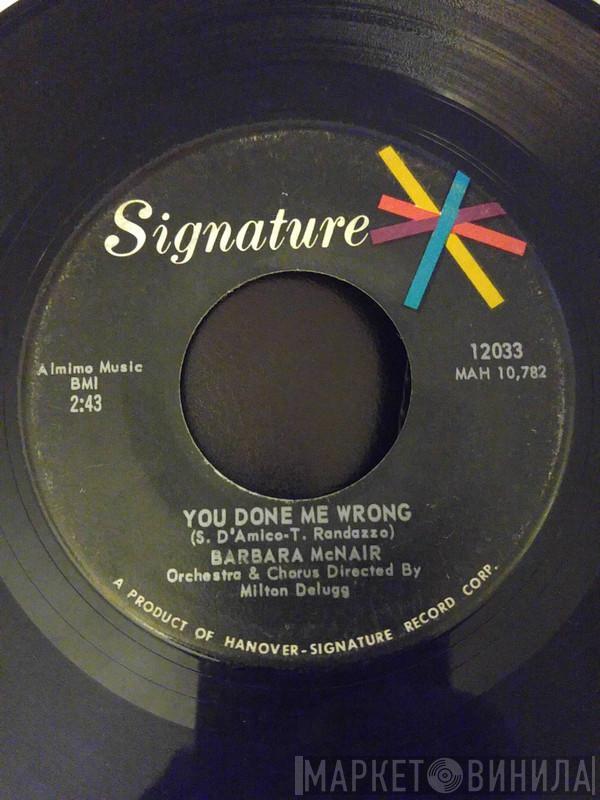 Signature
12033
MAH 10,782
Almimo Music
BMI
2:43
YOU DONE ME WRONG
(S. D'Amico-T. Randazzo)
BARBARA McNAIR
Orchestra & Chorus Directed By
Milton Delugg
A PRODUCT OF HANOVER-SIGNATURE RECORD CORP.
МАРКЕТ ВИНИЛА